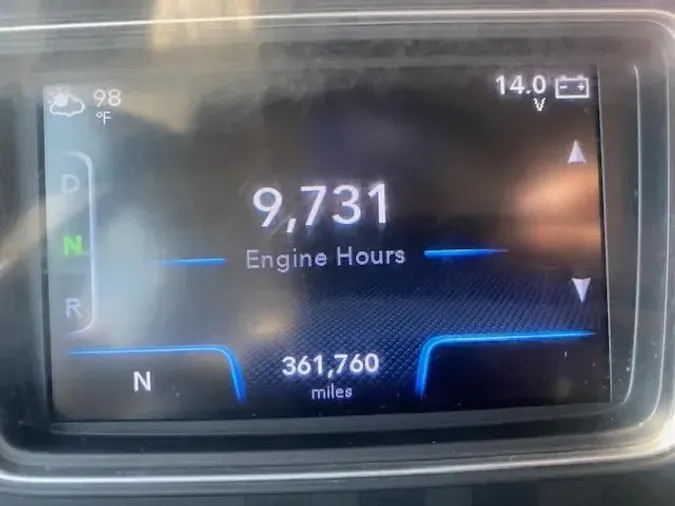 98
°F
14.0
V
D
N
R
9,731
Engine Hours
N
361,760
miles